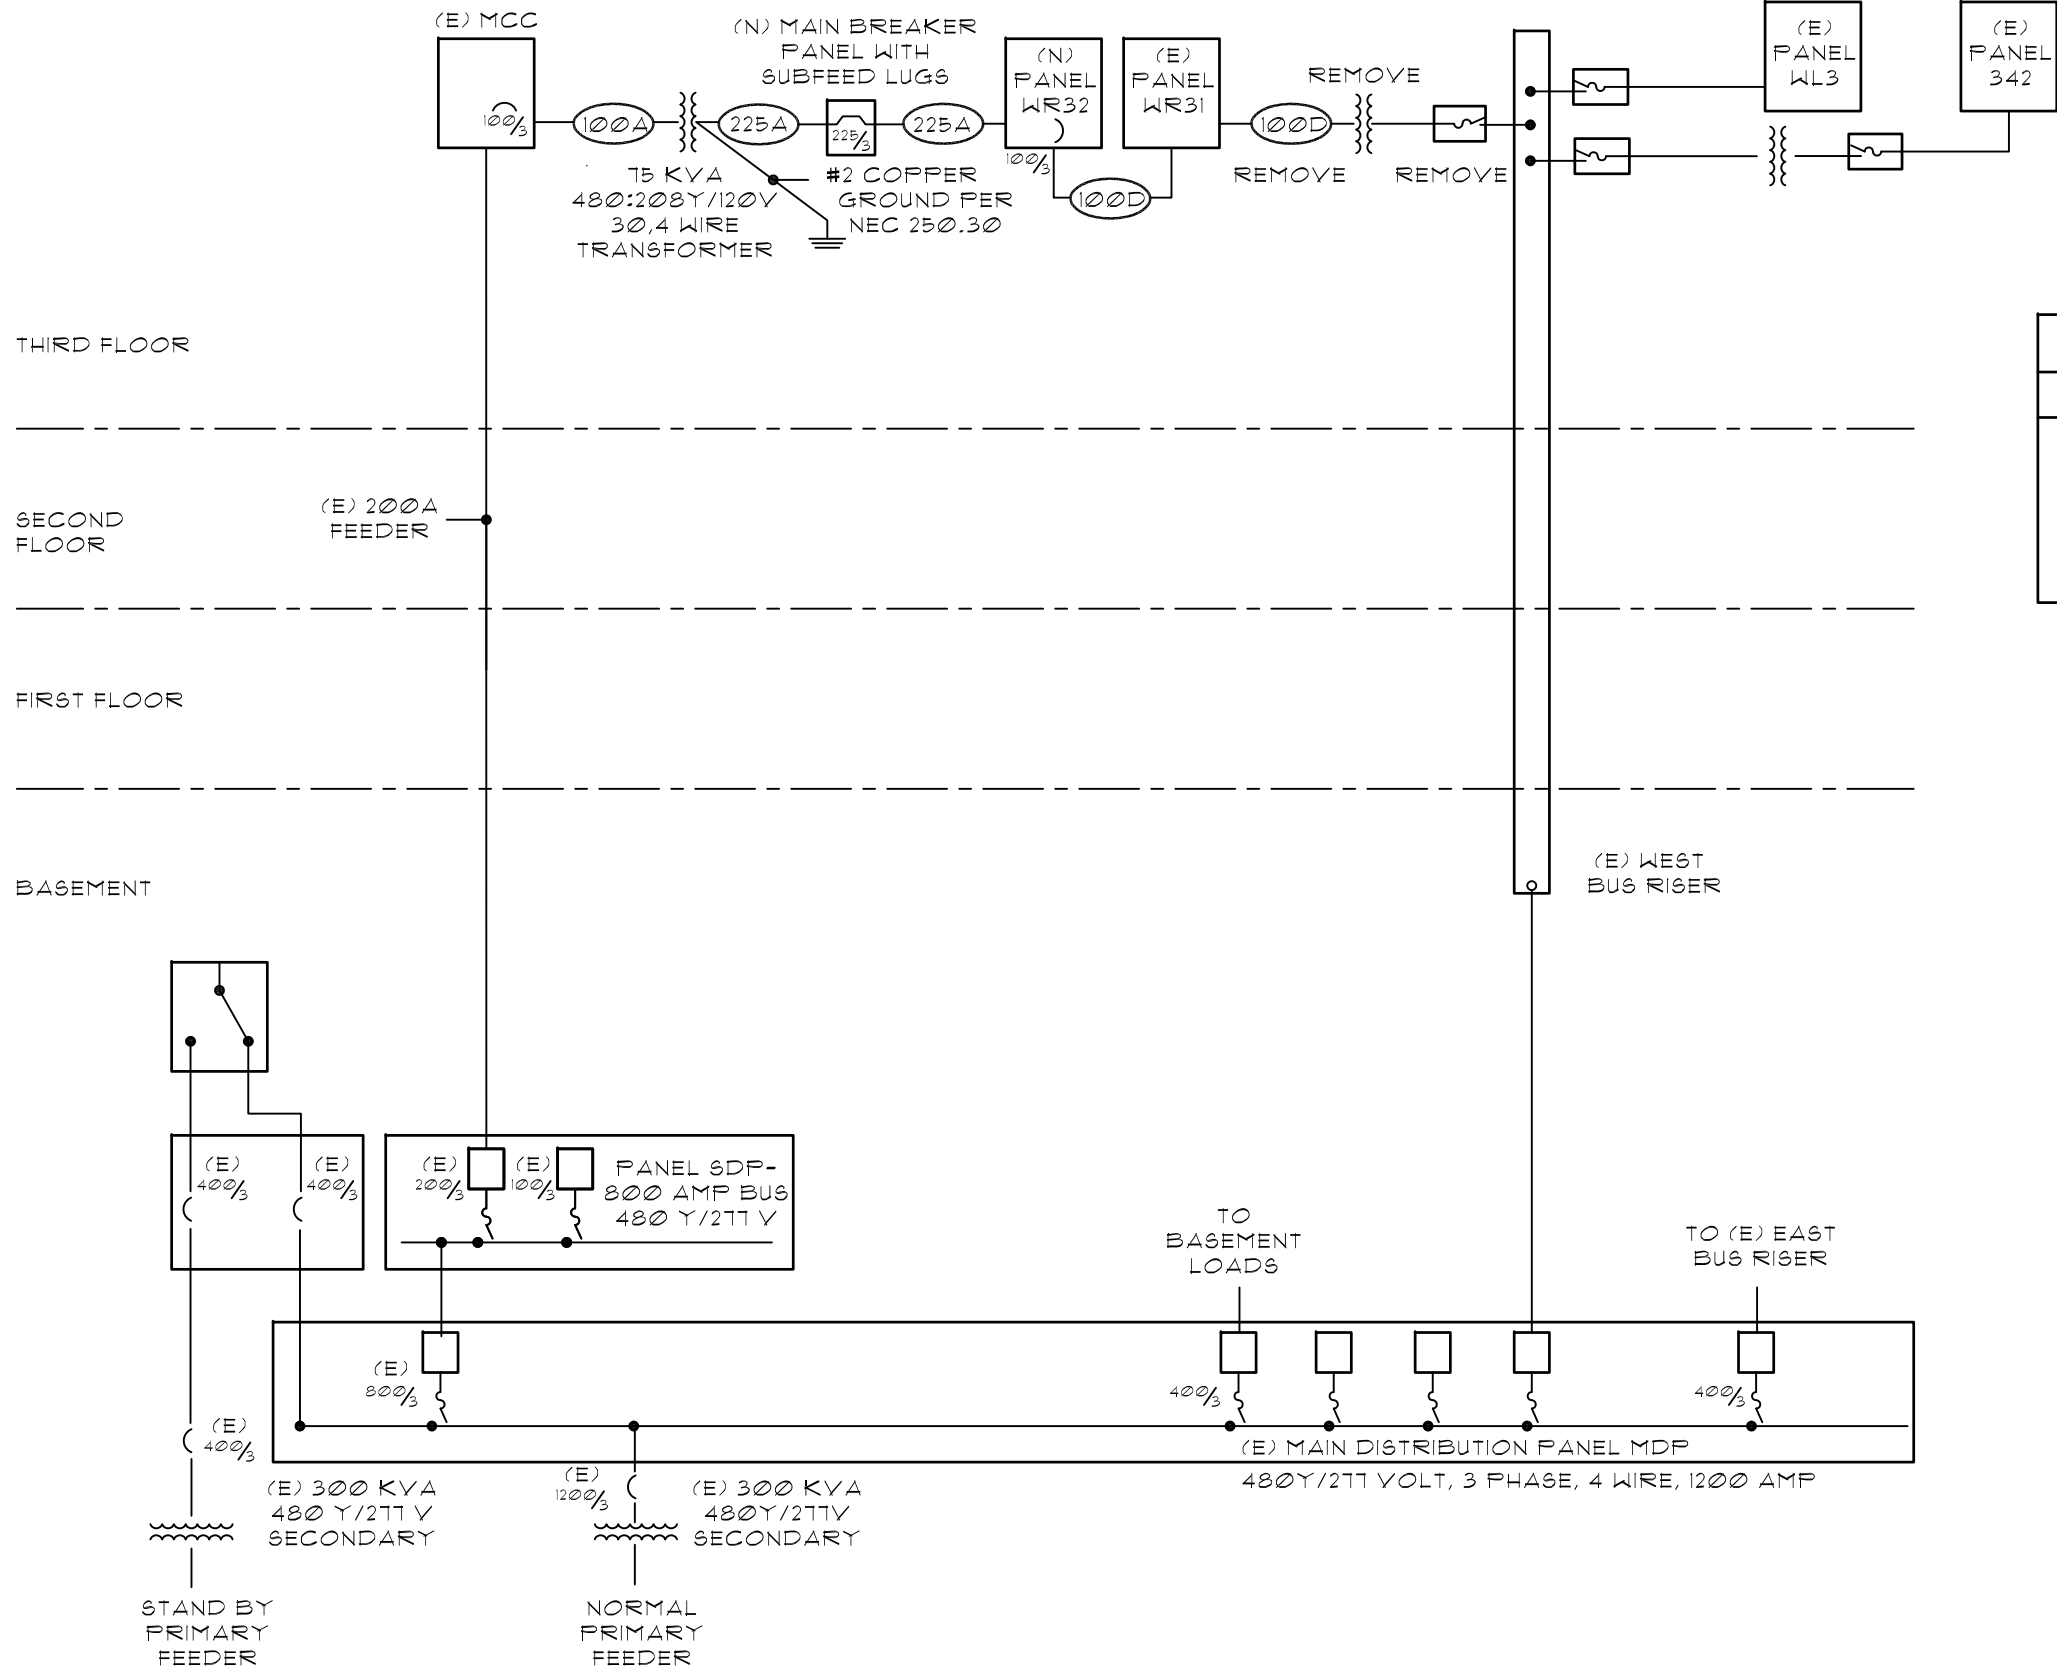 (E) MCC
100/3
100A
75 KVA
480:208Y/120V
30,4 WIRE
TRANSFORMER
(N) MAIN BREAKER
PANEL WITH
SUBFEED LUGS
225A
225/3
225A
#2 COPPER
GROUND PER
NEC 250.30
(N)
PANEL
WR32
100/3
100D
(E)
PANEL
WR31
100D
REMOVE
REMOVE
REMOVE
(E)
PANEL
WL3
(E)
PANEL
342
THIRD FLOOR
SECOND
FLOOR
(E) 200A
FEEDER
FIRST FLOOR
BASEMENT
(E) WEST
BUS RISER
(E)
400/3
(E)
400/3
(E)
200/3
(E)
100/3
PANEL SDP-
800 AMP BUS
480 Y/277 V
TO
BASEMENT
LOADS
TO (E) EAST
BUS RISER
(E)
800/3
400/3
400/3
(E)
400/3
(E) MAIN DISTRIBUTION PANEL MDP
480Y/277 VOLT, 3 PHASE, 4 WIRE, 1200 AMP
(E) 300 KVA
480 Y/277 V
SECONDARY
(E)
1200/3
(E) 300 KVA
480Y/277V
SECONDARY
STAND BY
PRIMARY
FEEDER
NORMAL
PRIMARY
FEEDER